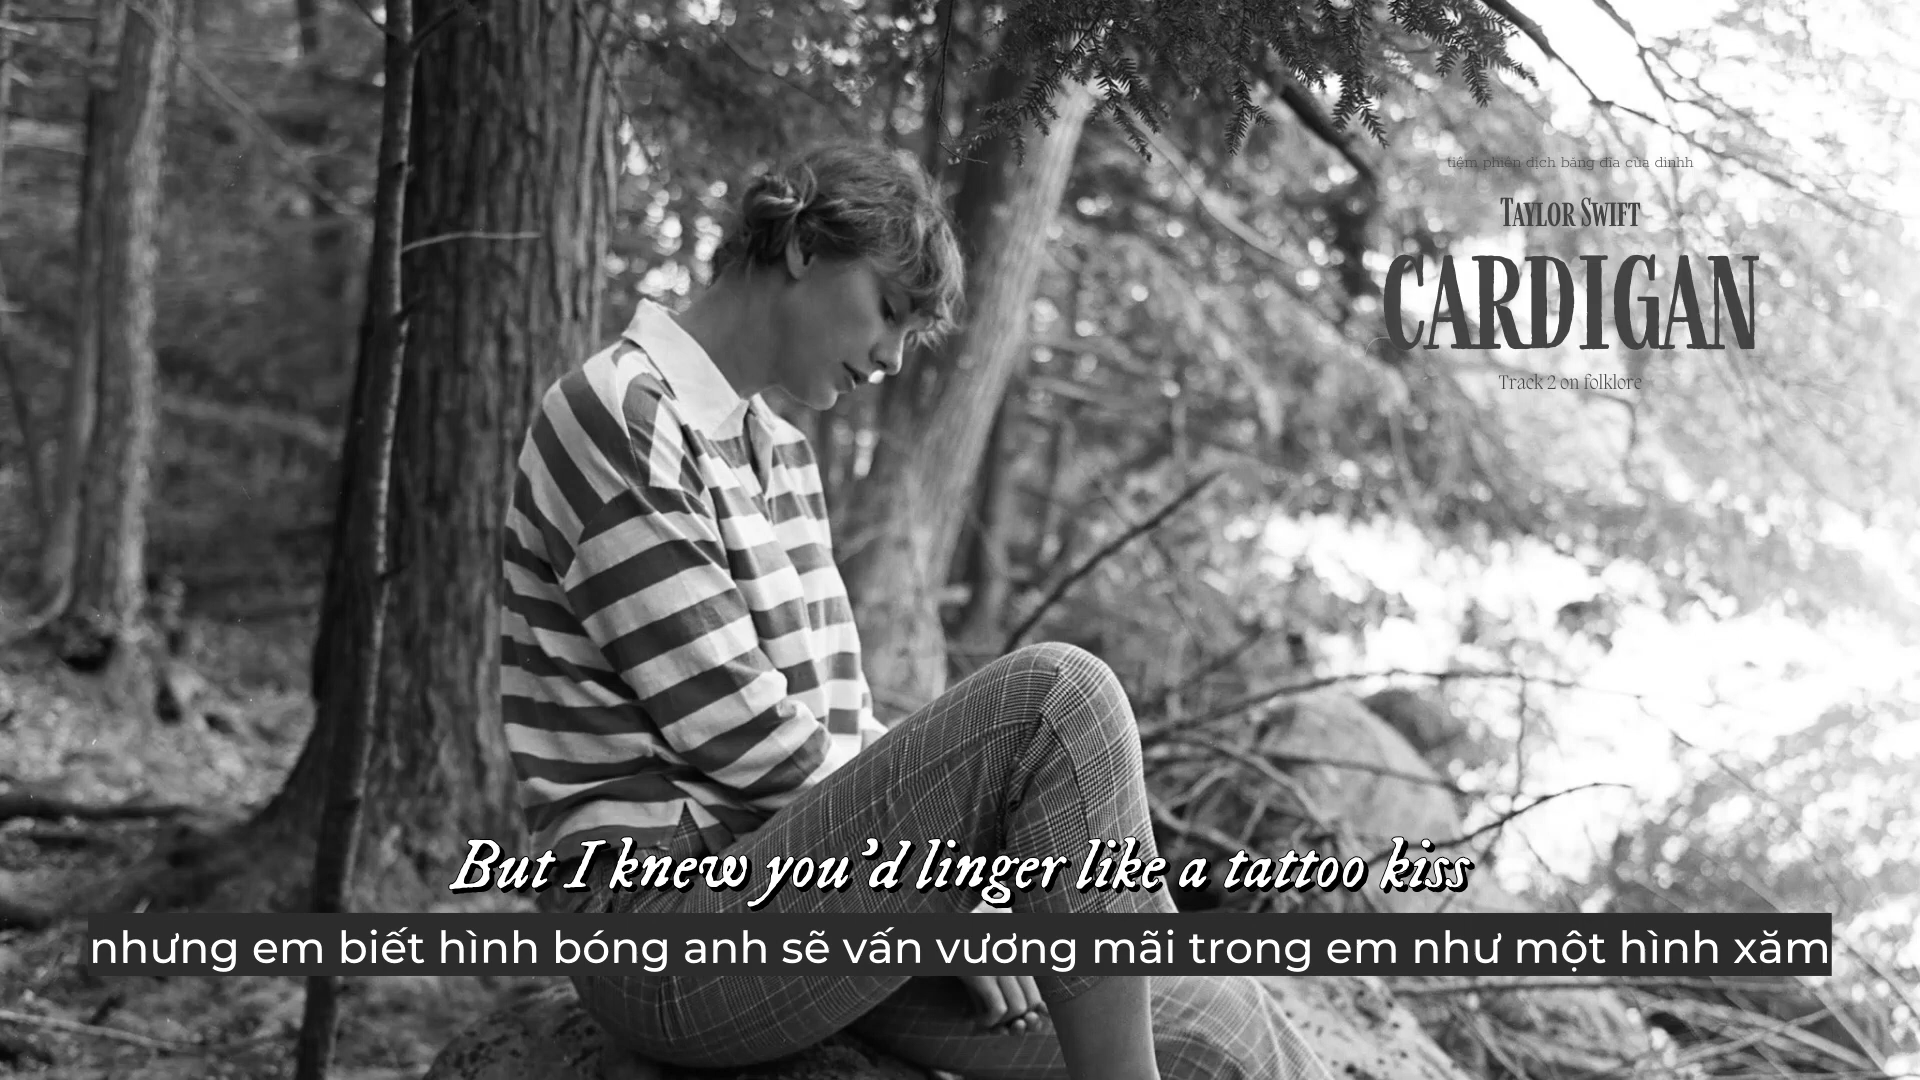 tiệm phiên dịch băng đĩa của dinhh
TAYLOR SWIFT
CARDIGAN
Track 2 on folklore
But I knew you'd linger like a tattoo kiss
nhưng em biết hình bóng anh sẽ vấn vương mãi trong em như một hình xăm